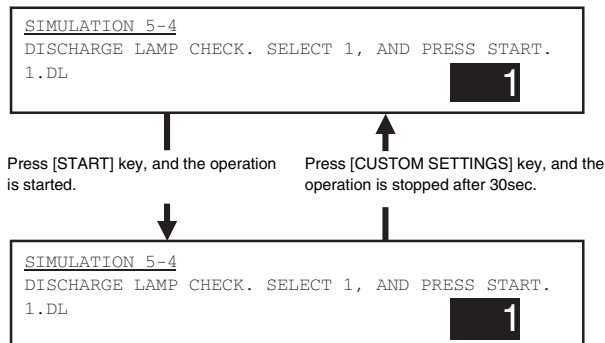 SIMULATION 5-4
DISCHARGE LAMP CHECK. SELECT 1, AND PRESS START.
1.DL
1
Press [START] key, and the operation
is started.
Press [CUSTOM SETTINGS] key, and the
operation is stopped after 30sec.
SIMULATION 5-4
DISCHARGE LAMP CHECK. SELECT 1, AND PRESS START.
1.DL
1